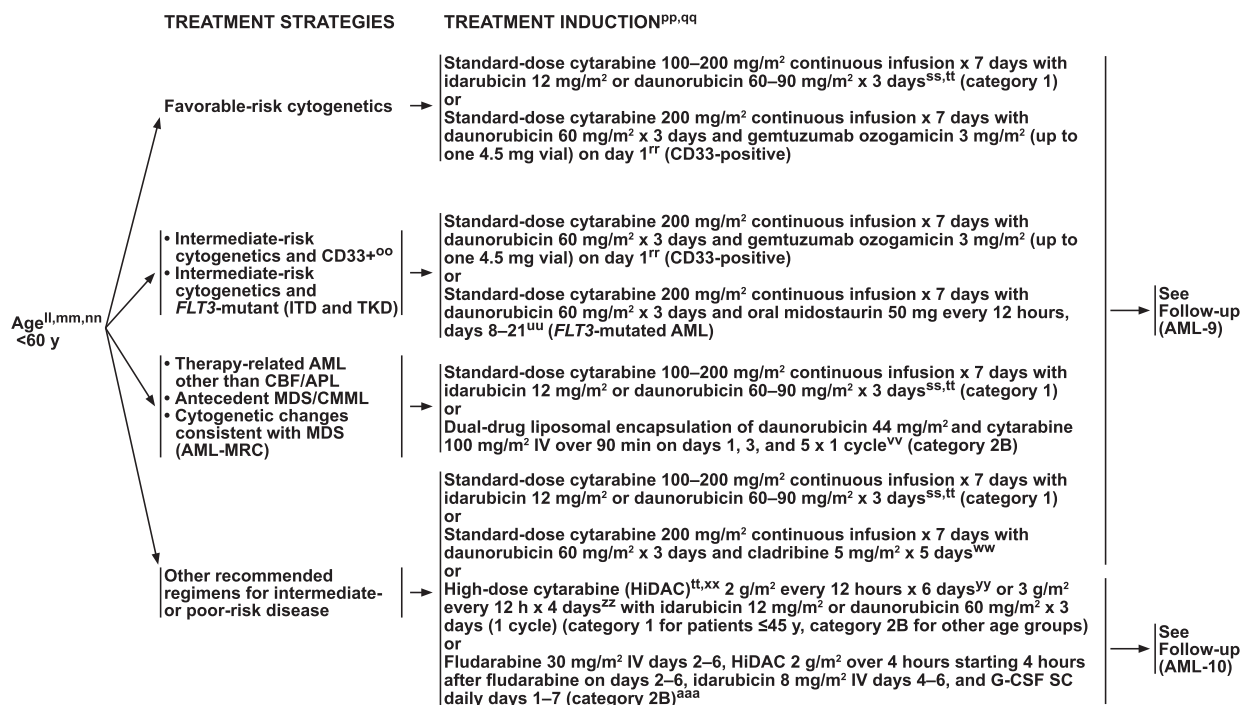 TREATMENT STRATEGIES
TREATMENT INDUCTIONpp,qq
Agell,mm,nn
<60 y
Favorable-risk cytogenetics
Standard-dose cytarabine 100–200 mg/m² continuous infusion x 7 days with
idarubicin 12 mg/m² or daunorubicin 60–90 mg/m² x 3 daysss,tt (category 1)
or
Standard-dose cytarabine 200 mg/m² continuous infusion x 7 days with
daunorubicin 60 mg/m² x 3 days and gemtuzumab ozogamicin 3 mg/m² (up to
one 4.5 mg vial) on day 1rr (CD33-positive)
• Intermediate-risk
cytogenetics and CD33+oo
• Intermediate-risk
cytogenetics and
FLT3-mutant (ITD and TKD)
Standard-dose cytarabine 200 mg/m² continuous infusion x 7 days with
daunorubicin 60 mg/m² x 3 days and gemtuzumab ozogamicin 3 mg/m² (up to
one 4.5 mg vial) on day 1rr (CD33-positive)
or
Standard-dose cytarabine 200 mg/m² continuous infusion x 7 days with
daunorubicin 60 mg/m² x 3 days and oral midostaurin 50 mg every 12 hours,
days 8–21uu (FLT3-mutated AML)
• Therapy-related AML
other than CBF/APL
• Antecedent MDS/CMML
• Cytogenetic changes
consistent with MDS
(AML-MRC)
Standard-dose cytarabine 100–200 mg/m² continuous infusion x 7 days with
idarubicin 12 mg/m² or daunorubicin 60–90 mg/m² x 3 daysss,tt (category 1)
or
Dual-drug liposomal encapsulation of daunorubicin 44 mg/m² and cytarabine
100 mg/m² IV over 90 min on days 1, 3, and 5 x 1 cyclevv (category 2B)
Other recommended
regimens for intermediate-
or poor-risk disease
Standard-dose cytarabine 100–200 mg/m² continuous infusion x 7 days with
idarubicin 12 mg/m² or daunorubicin 60–90 mg/m² x 3 daysss,tt (category 1)
or
Standard-dose cytarabine 200 mg/m² continuous infusion x 7 days with
daunorubicin 60 mg/m² x 3 days and cladribine 5 mg/m² x 5 daysww
or
High-dose cytarabine (HiDAC)tt,xx 2 g/m² every 12 hours x 6 daysyy or 3 g/m²
every 12 h x 4 dayszz with idarubicin 12 mg/m² or daunorubicin 60 mg/m² x 3
days (1 cycle) (category 1 for patients ≤45 y, category 2B for other age groups)
or
Fludarabine 30 mg/m² IV days 2–6, HiDAC 2 g/m² over 4 hours starting 4 hours
after fludarabine on days 2–6, idarubicin 8 mg/m² IV days 4–6, and G-CSF SC
daily days 1–7 (category 2B)aaa
See
Follow-up
(AML-9)
See
Follow-up
(AML-10)